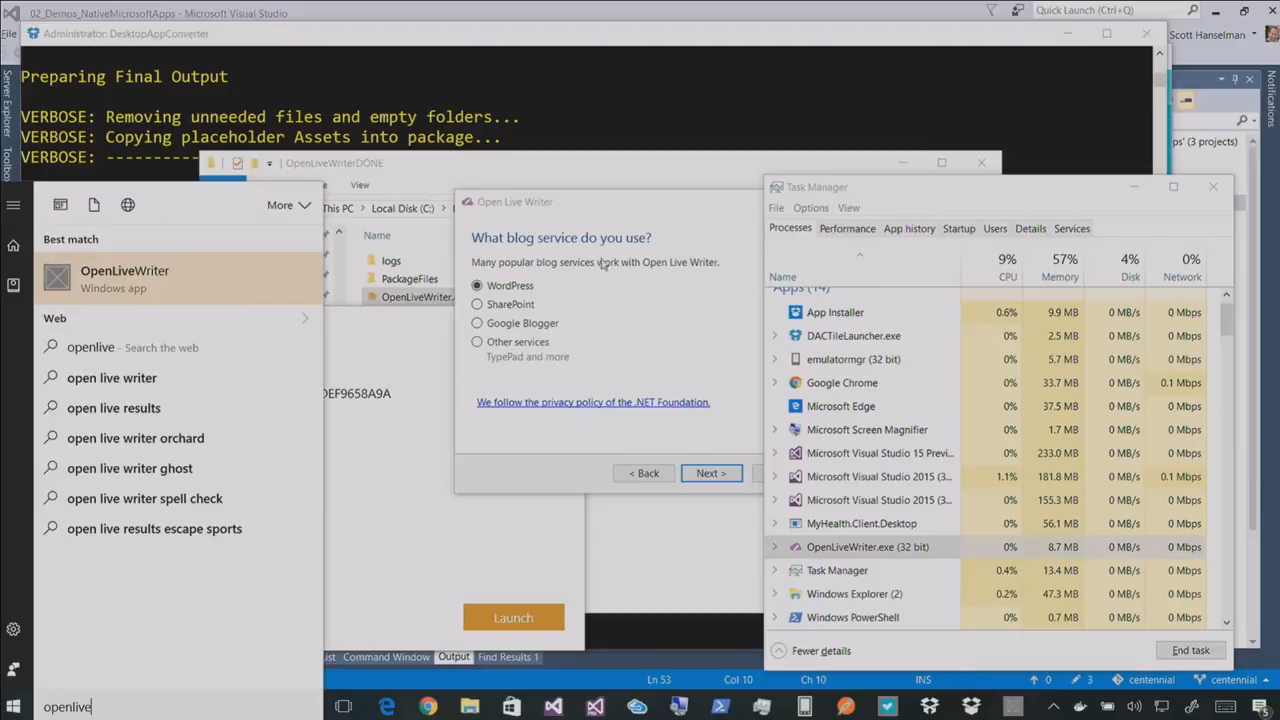 02_Demos_NativeMicrosoftApps - Microsoft Visual Studio
Quick Launch (Ctrl+Q)
File
Administrator: DesktopAppConverter
Scott Hanselman
Server Explorer
Toolb
Notifications
Preparing Final Output
VERBOSE: Removing unneeded files and empty folders...
VERBOSE: Copying placeholder Assets into package...
VERBOSE: ----------
ps' (3 projects)
OpenLiveWriterDONE
View
This PC
Local Disk (C:)
Name
logs
PackageFiles
OpenLiveWriter.
DEF9658A9A
Launch
More
Best match
OpenLiveWriter
Windows app
Web
openlive - Search the web
open live writer
open live results
open live writer orchard
open live writer ghost
open live writer spell check
open live results escape sports
openlive
Open Live Writer
What blog service do you use?
Many popular blog services work with Open Live Writer.
WordPress
SharePoint
Google Blogger
Other services
TypePad and more
We follow the privacy policy of the .NET Foundation.
< Back
Next >
Task Manager
File Options View
Processes Performance App history Startup Users Details Services
9% 57% 4% 0%
Name CPU Memory Disk Network
Apps (14)
App Installer 0.6% 9.9 MB 0 MB/s 0 Mbps
DACTileLauncher.exe 0% 2.5 MB 0 MB/s 0 Mbps
emulatormgr (32 bit) 0% 5.7 MB 0 MB/s 0 Mbps
Google Chrome 0% 33.7 MB 0 MB/s 0.1 Mbps
Microsoft Edge 0% 37.5 MB 0 MB/s 0 Mbps
Microsoft Screen Magnifier 0% 1.7 MB 0 MB/s 0 Mbps
Microsoft Visual Studio 15 Previ... 0% 233.0 MB 0 MB/s 0 Mbps
Microsoft Visual Studio 2015 (3... 1.1% 181.8 MB 0 MB/s 0.1 Mbps
Microsoft Visual Studio 2015 (3... 0% 155.3 MB 0 MB/s 0 Mbps
MyHealth.Client.Desktop 0% 56.1 MB 0 MB/s 0 Mbps
OpenLiveWriter.exe (32 bit) 0% 8.7 MB 0 MB/s 0 Mbps
Task Manager 0.4% 13.4 MB 0 MB/s 0 Mbps
Windows Explorer (2) 0.2% 47.3 MB 0 MB/s 0 Mbps
Windows PowerShell 0% 0.7 MB 0 MB/s 0 Mbps
Fewer details
End task
ist Command Window Output Find Results 1
Ln 53 Col 10 Ch 10 INS 0 3 centennial centennial
5